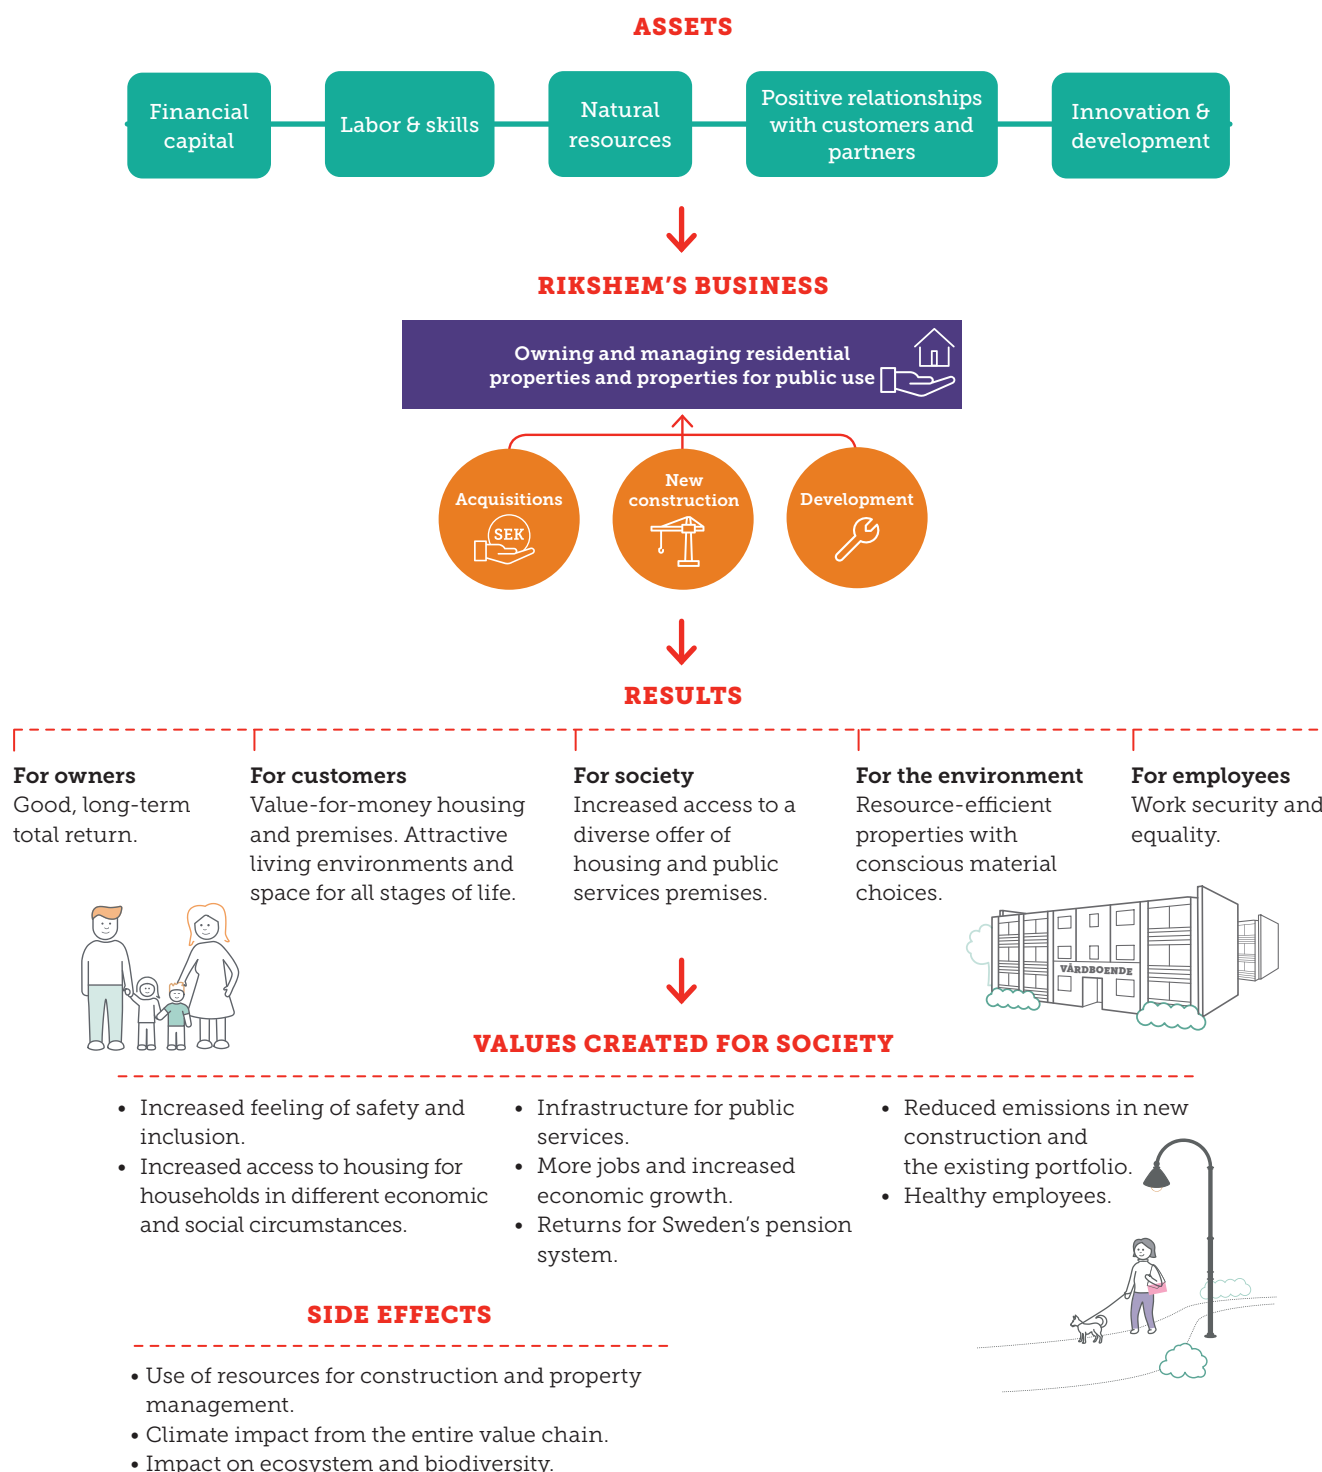 ASSETS
Financial
capital
Labor & skills
Natural
resources
Positive relationships
with customers and
partners
Innovation &
development
RIKSHEM'S BUSINESS
Owning and managing residential
properties and properties for public use
Acquisitions
SEK
New
construction
Development
RESULTS
For owners
Good, long-term
total return.
For customers
Value-for-money housing
and premises. Attractive
living environments and
space for all stages of life.
For society
Increased access to a
diverse offer of
housing and public
services premises.
For the environment
Resource-efficient
properties with
conscious material
choices.
For employees
Work security and
equality.
VÅRDBOENDE
VALUES CREATED FOR SOCIETY
• Increased feeling of safety and
inclusion.
• Increased access to housing for
households in different economic
and social circumstances.
• Infrastructure for public
services.
• More jobs and increased
economic growth.
• Returns for Sweden's pension
system.
• Reduced emissions in new
construction and
the existing portfolio.
• Healthy employees.
SIDE EFFECTS
• Use of resources for construction and property
management.
• Climate impact from the entire value chain.
• Impact on ecosystem and biodiversity.